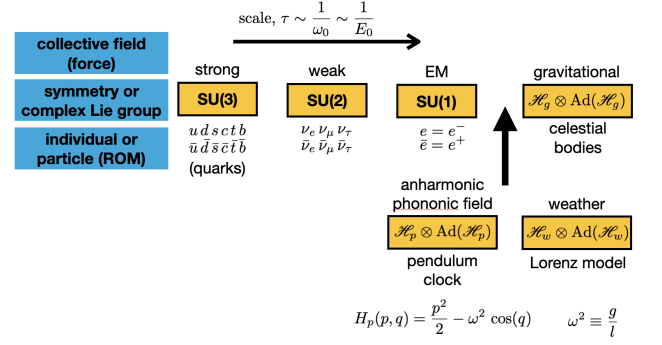 scale, τ ~ 1/ω₀ ~ 1/E₀
collective field
(force)
strong
weak
EM
gravitational
symmetry or
complex Lie group
SU(3)
SU(2)
SU(1)
ℋ_g ⊗ Ad(ℋ_g)
individual or
particle (ROM)
u d s c t b
ū d̄ s̄ c̄ t̄ b̄
(quarks)
ν_e ν_μ ν_τ
ν̄_e ν̄_μ ν̄_τ
e = e⁻
ē = e⁺
celestial
bodies
anharmonic
phononic field
weather
ℋ_p ⊗ Ad(ℋ_p)
ℋ_w ⊗ Ad(ℋ_w)
pendulum
clock
Lorenz model
H_p(p, q) = p²/2 − ω² cos(q)
ω² ≡ g/l